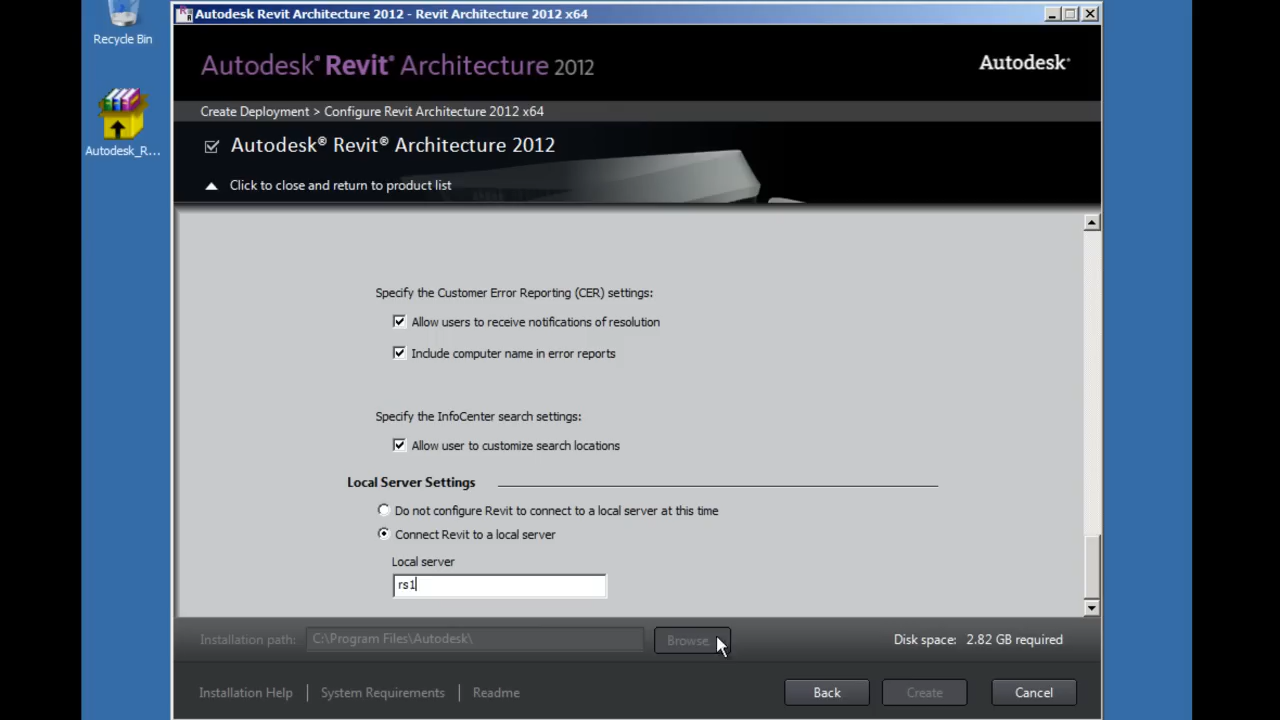 Autodesk Revit Architecture 2012 - Revit Architecture 2012 x64
Recycle Bin
Autodesk® Revit® Architecture 2012
Autodesk®
Create Deployment > Configure Revit Architecture 2012 x64
Autodesk® Revit® Architecture 2012
Autodesk_R...
Click to close and return to product list
Specify the Customer Error Reporting (CER) settings:
Allow users to receive notifications of resolution
Include computer name in error reports
Specify the InfoCenter search settings:
Allow user to customize search locations
Local Server Settings
Do not configure Revit to connect to a local server at this time
Connect Revit to a local server
Local server
rs1
Installation path: C:\Program Files\Autodesk\ Browse... Disk space: 2.82 GB required
Installation Help | System Requirements | Readme Back Create Cancel